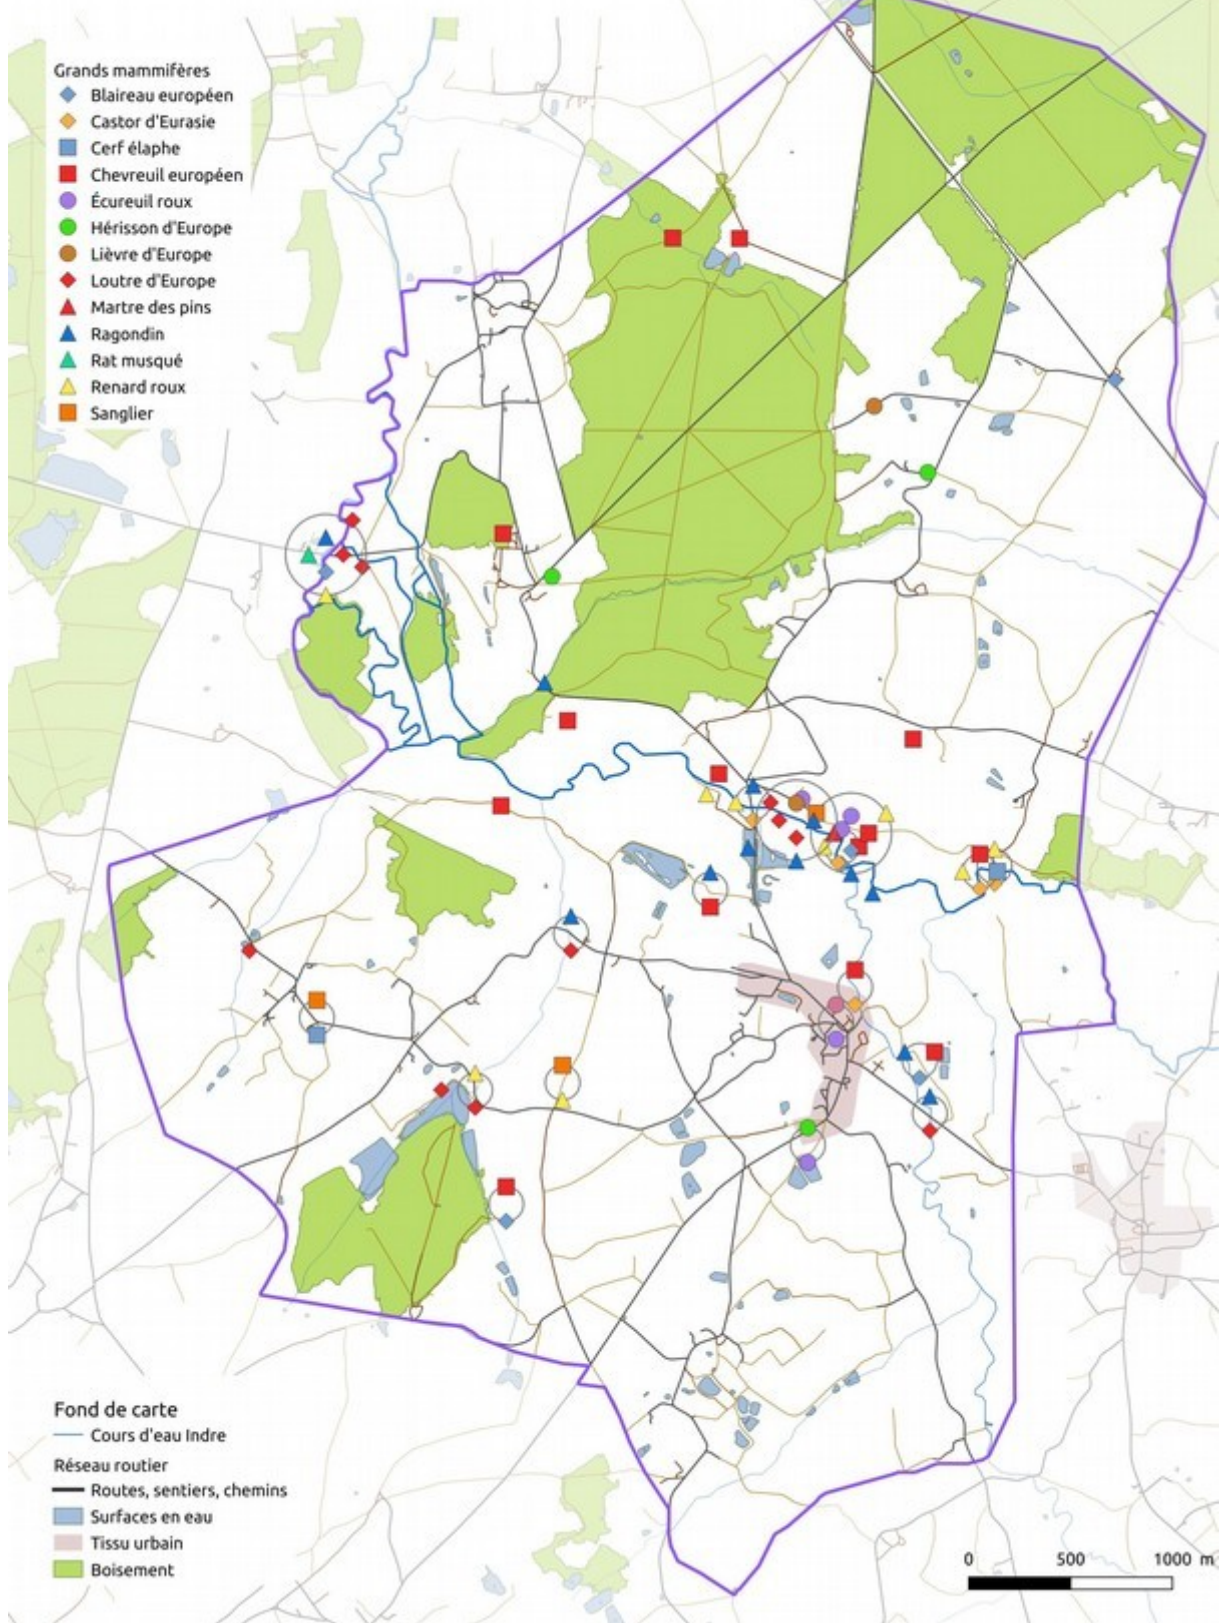 Grands mammifères
Blaireau européen
Castor d'Eurasie
Cerf élaphe
Chevreuil européen
Écureuil roux
Hérisson d'Europe
Lièvre d'Europe
Loutre d'Europe
Martre des pins
Ragondin
Rat musqué
Renard roux
Sanglier
Fond de carte
Cours d'eau Indre
Réseau routier
Routes, sentiers, chemins
Surfaces en eau
Tissu urbain
Boisement
0 500 1000 m